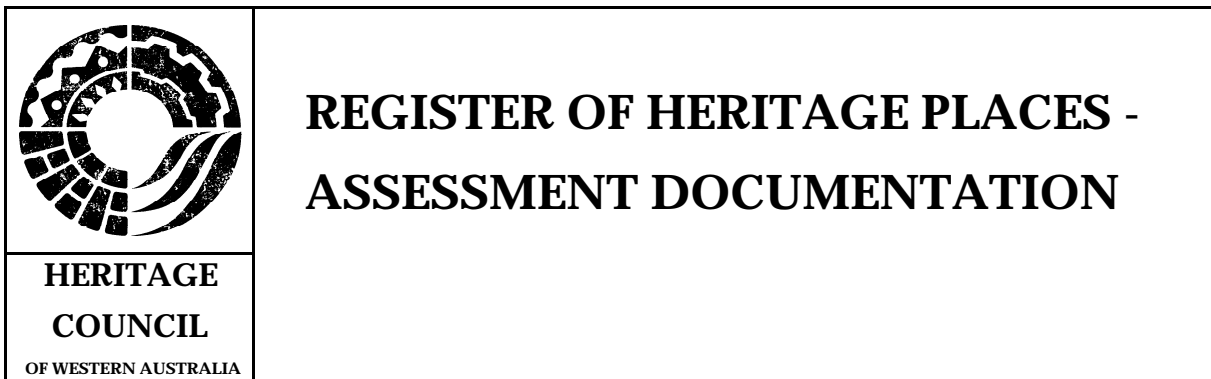 REGISTER OF HERITAGE PLACES -
ASSESSMENT DOCUMENTATION
HERITAGE
COUNCIL
OF WESTERN AUSTRALIA